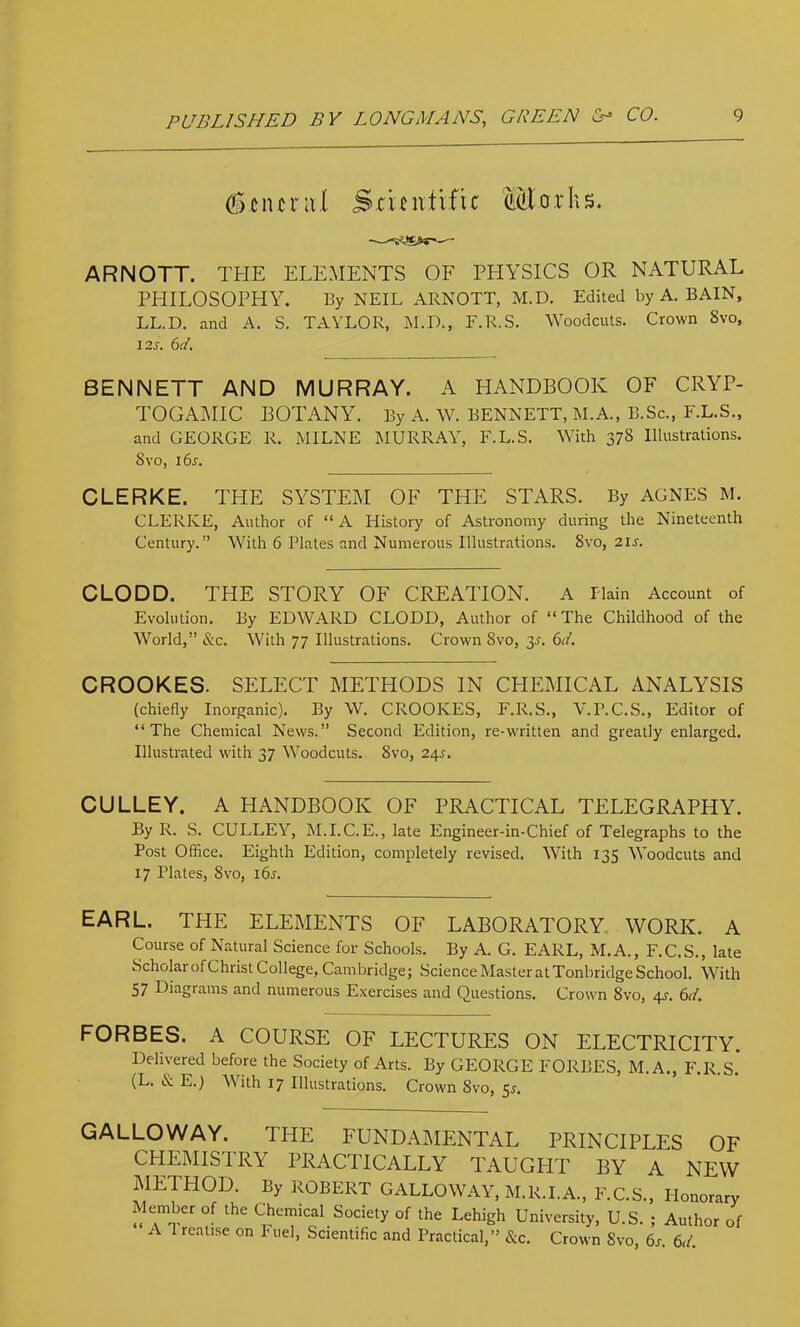 PUBLISHED BY LONGMANS, GREEN & CO. 9
General Scientific Works.
ARNOTT. THE ELEMENTS OF PHYSICS OR NATURAL
PHILOSOPHY. By NEIL ARNOTT, M.D. Edited by A. BAIN,
LL.D. and A. S. TAYLOR, M.D., F.R.S. Woodcuts. Crown 8vo,
12s. 6d.
BENNETT AND MURRAY. A HANDBOOK OF CRYP-
TOGAMIC BOTANY. By A. W. BENNETT, M.A., B.Sc., F.L.S.,
and GEORGE R. MILNE MURRAY, F.L.S. With 378 Illustrations.
8vo, 16s.
CLERKE. THE SYSTEM OF THE STARS. By AGNES M.
CLERKE, Author of “A History of Astronomy during the Nineteenth
Century.” With 6 Plates and Numerous Illustrations. 8vo, 21s.
CLODD. THE STORY OF CREATION. A Plain Account of
Evolution. By EDWARD CLODD, Author of “The Childhood of the
World,” &c. With 77 Illustrations. Crown 8vo, 3s. 6d.
CROOKES. SELECT METHODS IN CHEMICAL ANALYSIS
(chiefly Inorganic). By W. CROOKES, F.R.S., V.P.C.S., Editor of
“The Chemical News.” Second Edition, re-written and greatly enlarged.
Illustrated with 37 Woodcuts. 8vo, 24s.
CULLEY. A HANDBOOK OF PRACTICAL TELEGRAPHY.
By R. S. CULLEY, M.I.C.E., late Engineer-in-Chief of Telegraphs to the
Post Office. Eighth Edition, completely revised. With 135 Woodcuts and
17 Plates, 8vo, 16s.
EARL. THE ELEMENTS OF LABORATORY WORK. A
Course of Natural Science for Schools. By A. G. EARL, M.A., F.C.S., late
Scholar of Christ College, Cambridge; Science Master at Tonbridge School. With
57 Diagrams and numerous Exercises and Questions. Crown 8vo, 4s. 6d.
FORBES. A COURSE OF LECTURES ON ELECTRICITY.
Delivered before the Society of Arts. By GEORGE FORBES, M.A., F.R.S.
(L. & E.) With 17 Illustrations. Crown 8vo, 5s.
GALLOWAY. THE FUNDAMENTAL PRINCIPLES OF
CHEMISTRY PRACTICALLY TAUGHT BY A NEW
METHOD. By ROBERT GALLOWAY, M.R.I.A., F.C.S., Honorary
Member of the Chemical Society of the Lehigh University, U.S. ; Author of
“A Treatise on Fuel, Scientific and Practical,” &c. Crown 8vo, 6s. 6d.